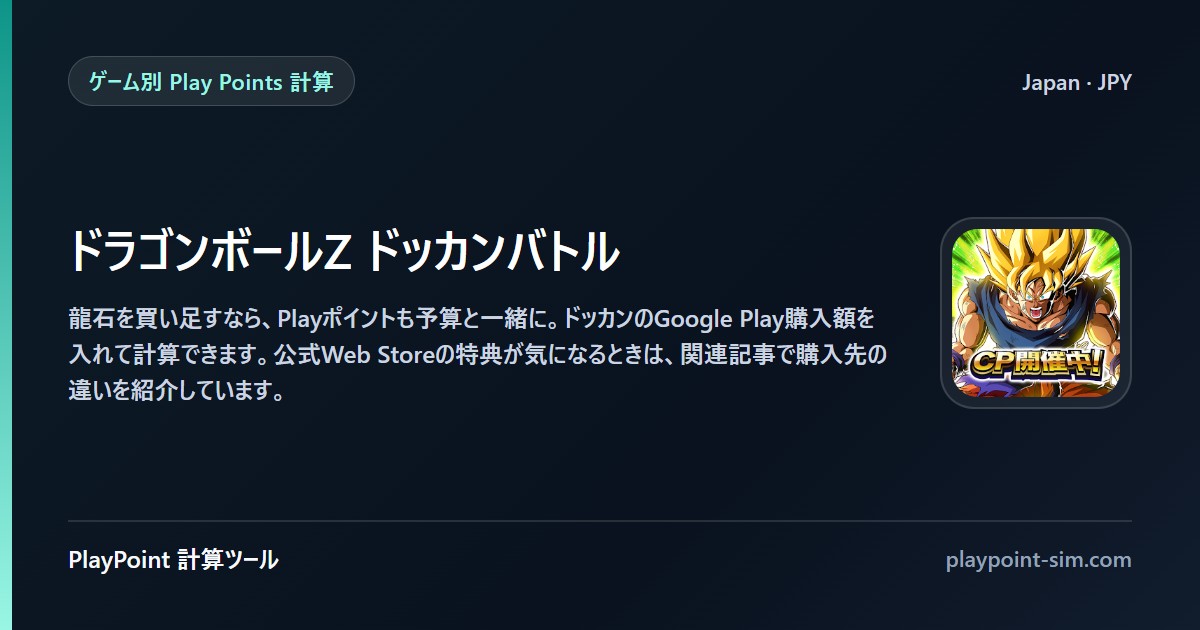 ゲーム別 Play Points 計算
Japan · JPY
ドラゴンボールZ ドッカンバトル
龍石を買い足すなら、Playポイントも予算と一緒に。ドッカンのGoogle Play購入額を
入れて計算できます。公式Web Storeの特典が気になるときは、関連記事で購入先の
違いを紹介しています。
CP開催中!
PlayPoint 計算ツール
playpoint-sim.com